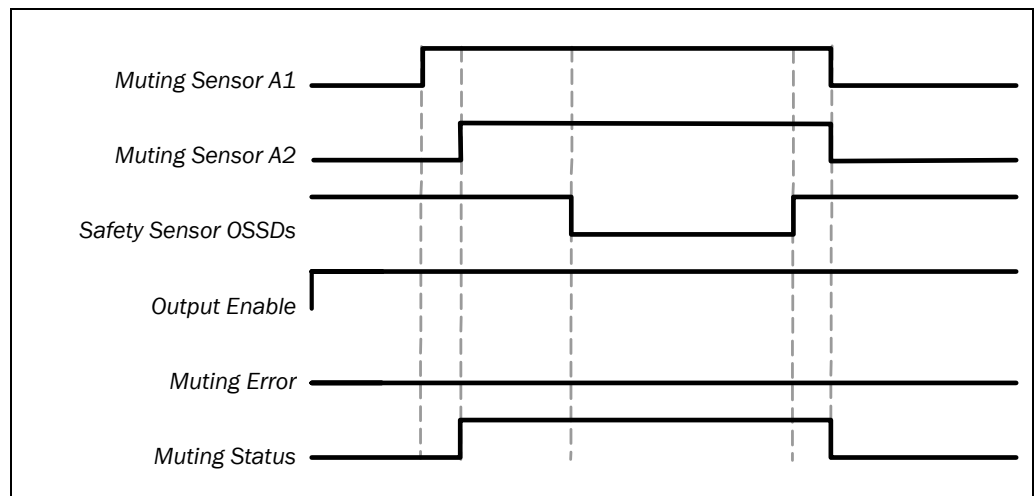 Muting Sensor A1
Muting Sensor A2
Safety Sensor OSSDs
Output Enable
Muting Error
Muting Status